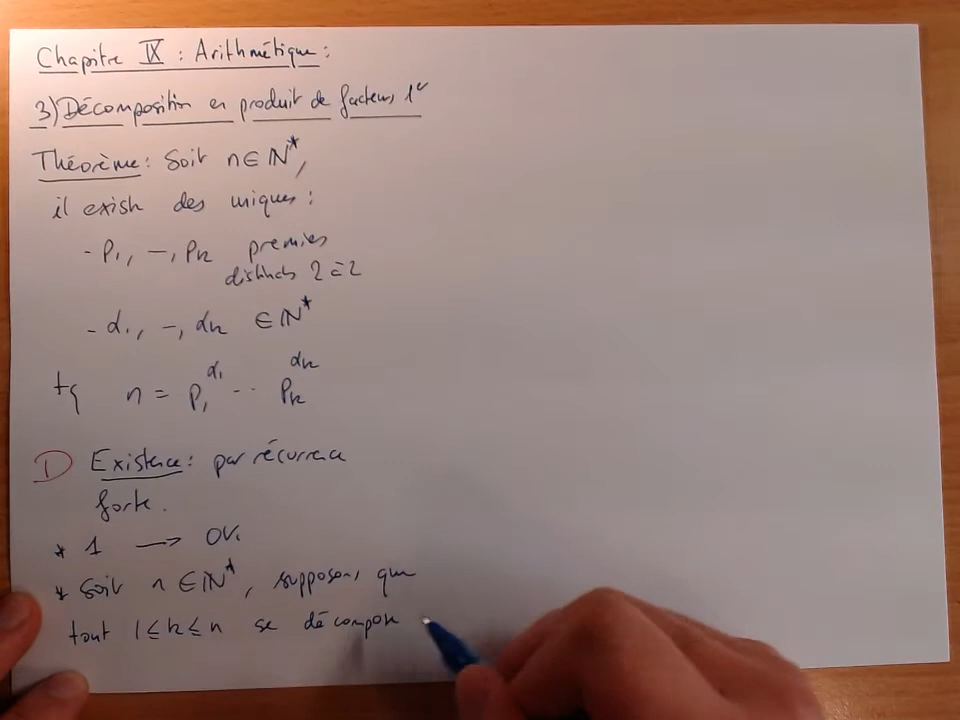 Chapitre IX : Arithmétique :
3) Décomposition en produit de facteurs 1er
Théorème : Soit n ∈ ℕ*,
il existe des uniques :
- p₁, –, pₖ premiers
distincts 2 à 2
- α₁, –, αₖ ∈ ℕ*
tq n = p₁^α₁ ... pₖ^αₖ
D Existence : par récurrence
forte.
* 1 → OK.
* Soit n ∈ ℕ*, supposons que
tout 1 ≤ k ≤ n se décompose